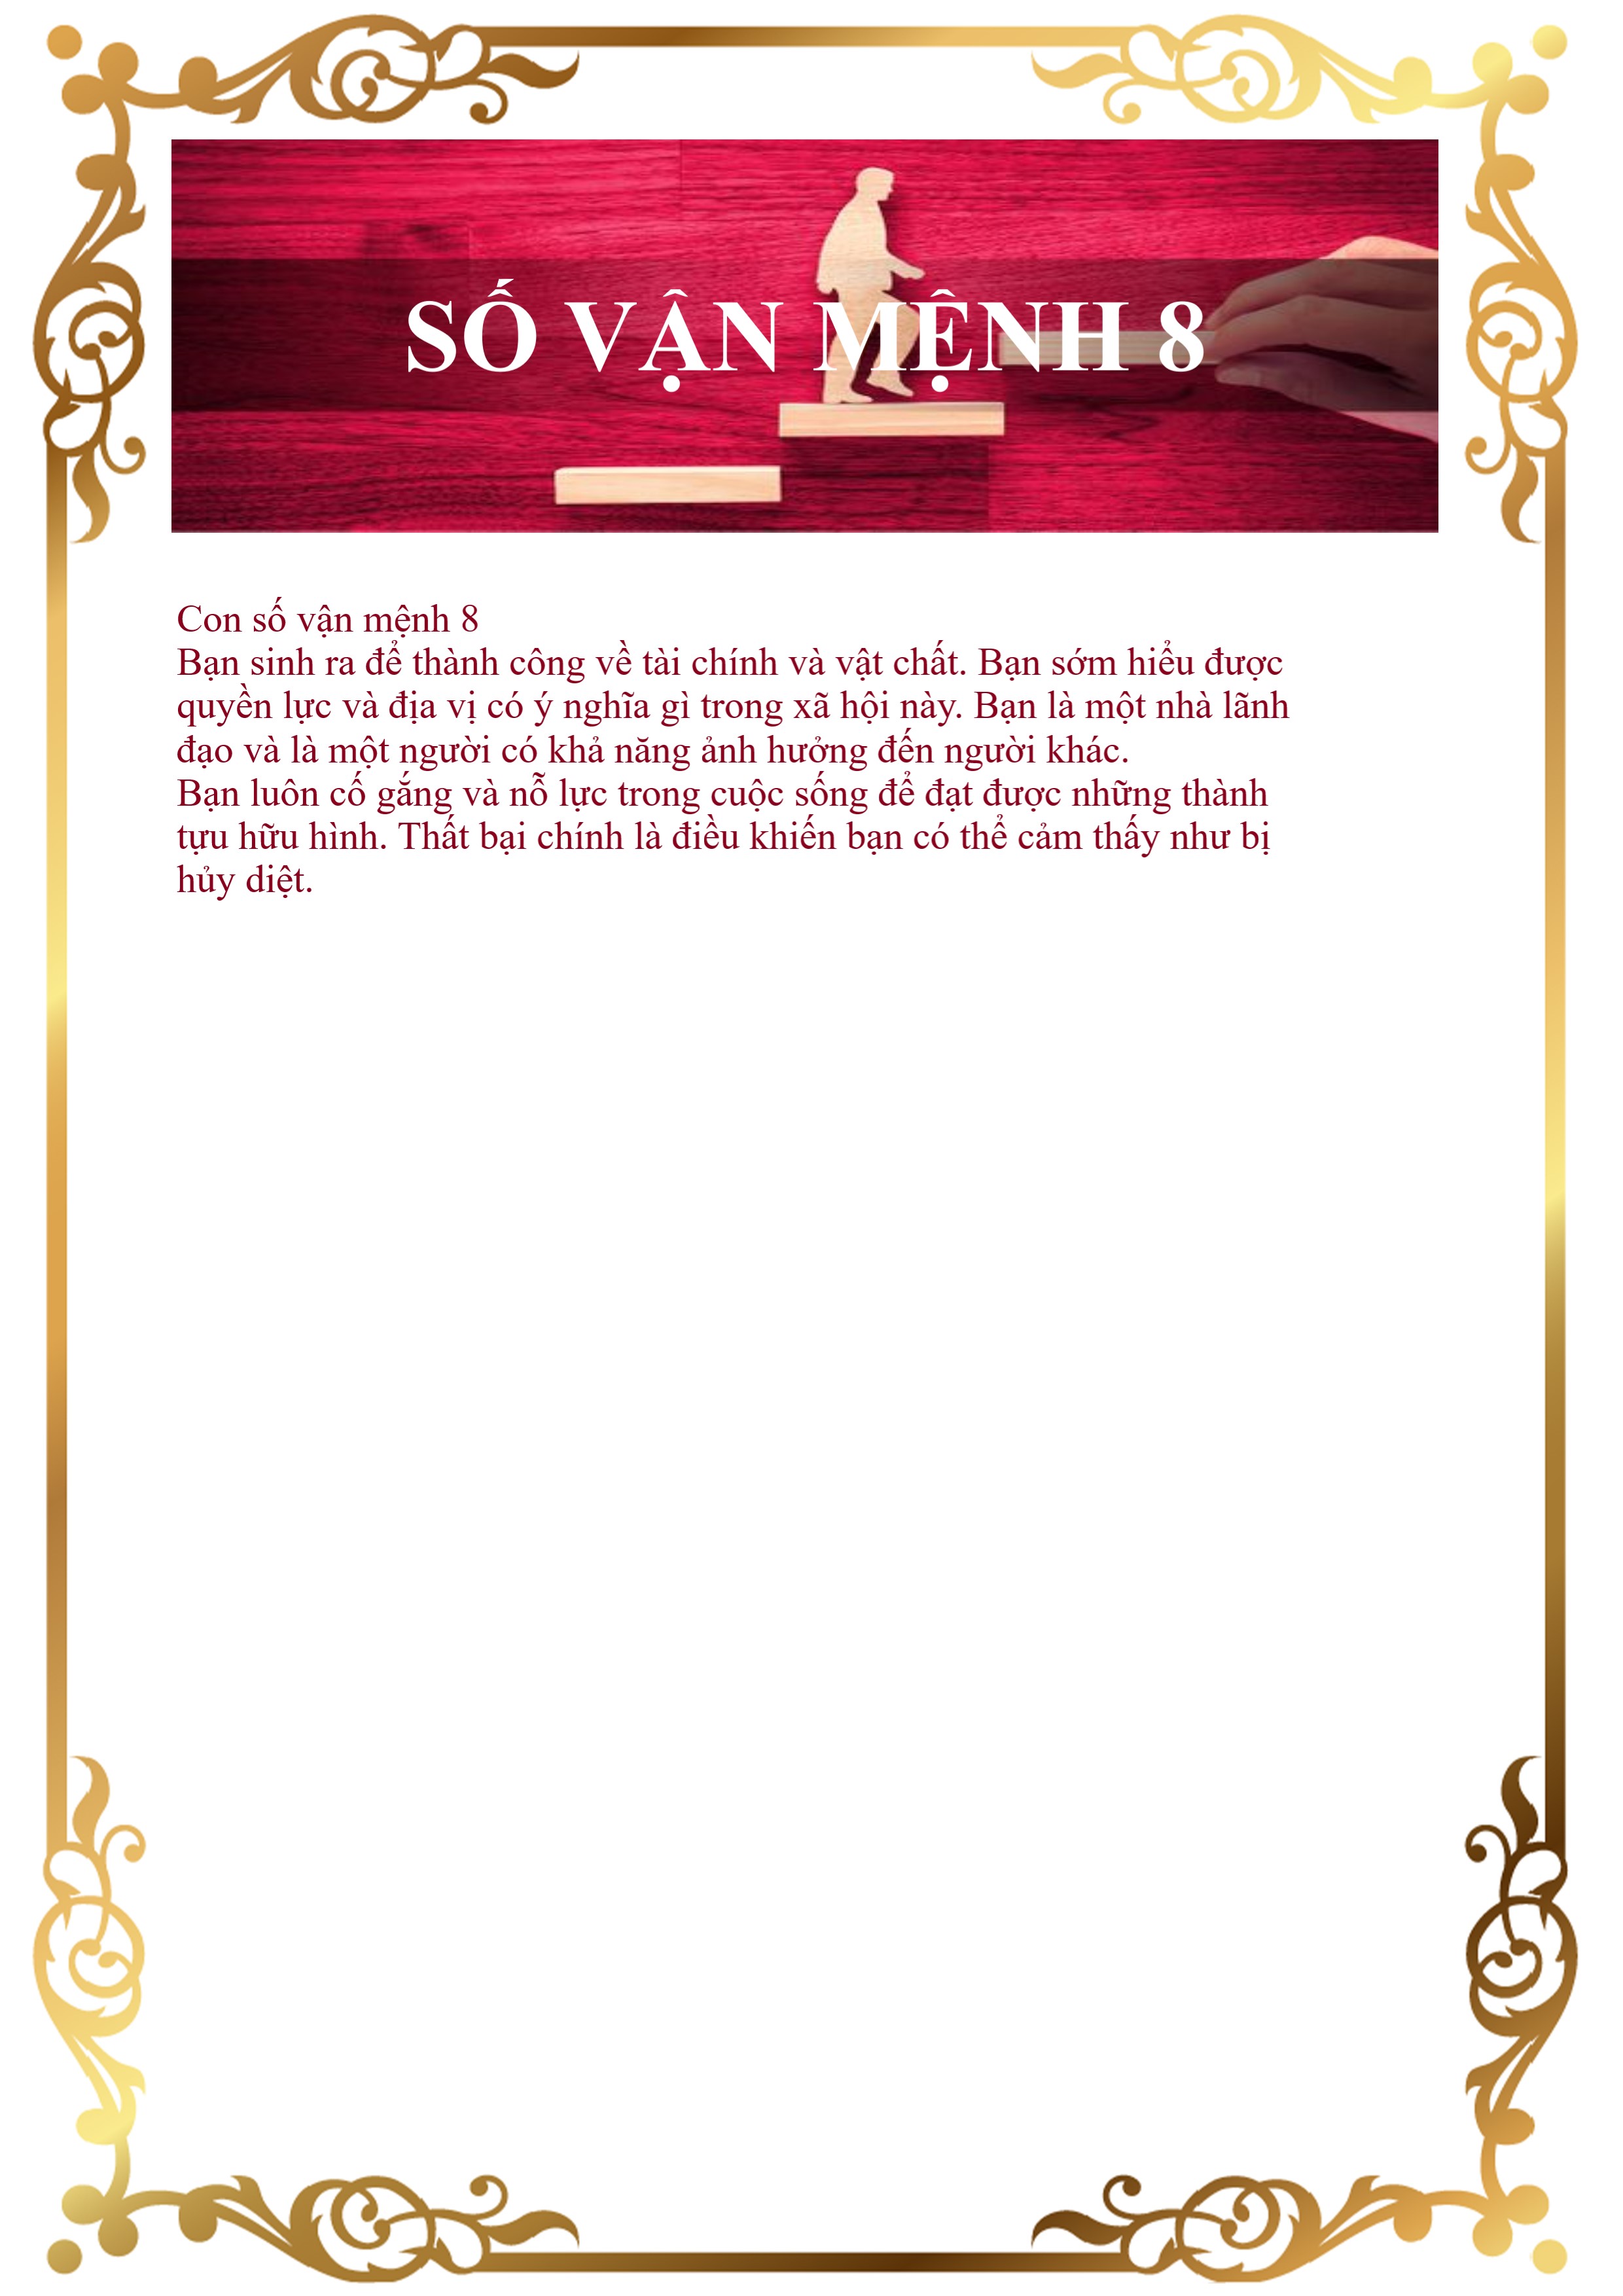 SỐ VẬN MỆNH 8
Con số vận mệnh 8
Bạn sinh ra để thành công về tài chính và vật chất. Bạn sớm hiểu được
quyền lực và địa vị có ý nghĩa gì trong xã hội này. Bạn là một nhà lãnh
đạo và là một người có khả năng ảnh hưởng đến người khác.
Bạn luôn cố gắng và nỗ lực trong cuộc sống để đạt được những thành
tựu hữu hình. Thất bại chính là điều khiến bạn có thể cảm thấy như bị
hủy diệt.